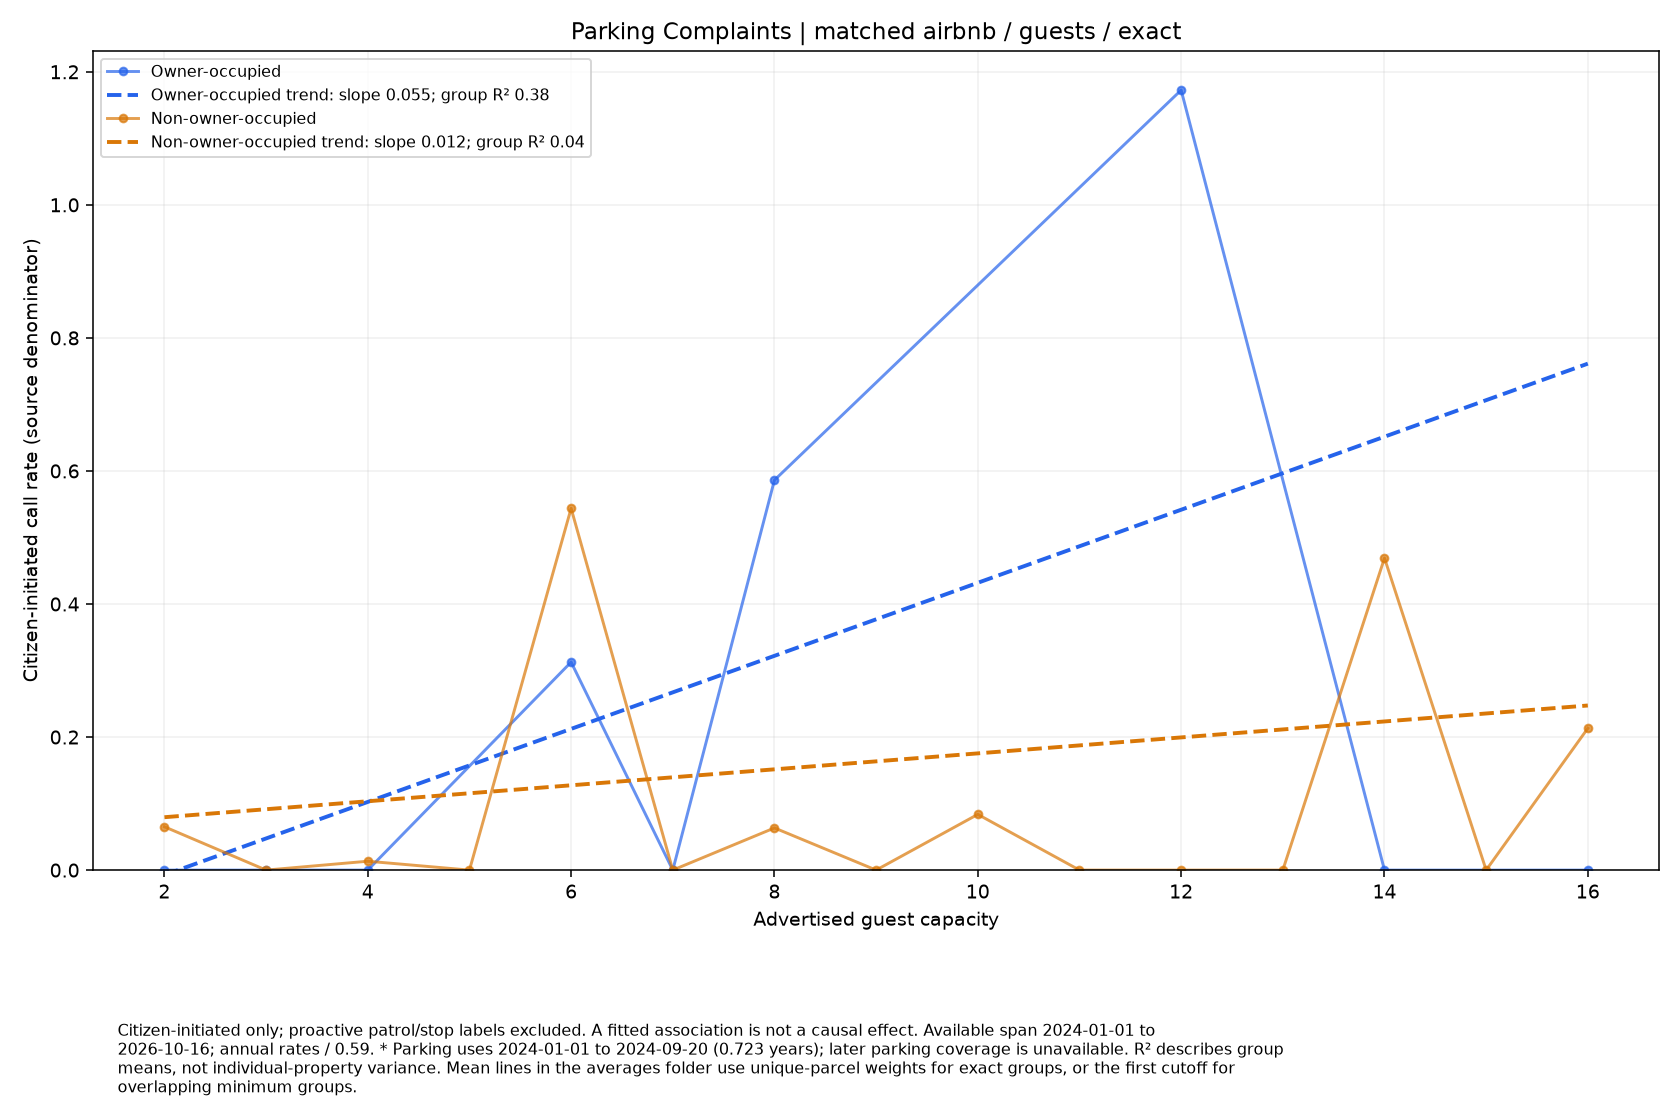 Parking Complaints | matched airbnb / guests / exact
Owner-occupied
Owner-occupied trend: slope 0.055; group R² 0.38
Non-owner-occupied
Non-owner-occupied trend: slope 0.012; group R² 0.04
Citizen-initiated call rate (source denominator)
1.2
1.0
0.8
0.6
0.4
0.2
0.0
2 4 6 8 10 12 14 16
Advertised guest capacity
Citizen-initiated only; proactive patrol/stop labels excluded. A fitted association is not a causal effect. Available span 2024-01-01 to
2026-10-16; annual rates / 0.59. * Parking uses 2024-01-01 to 2024-09-20 (0.723 years); later parking coverage is unavailable. R² describes group
means, not individual-property variance. Mean lines in the averages folder use unique-parcel weights for exact groups, or the first cutoff for
overlapping minimum groups.